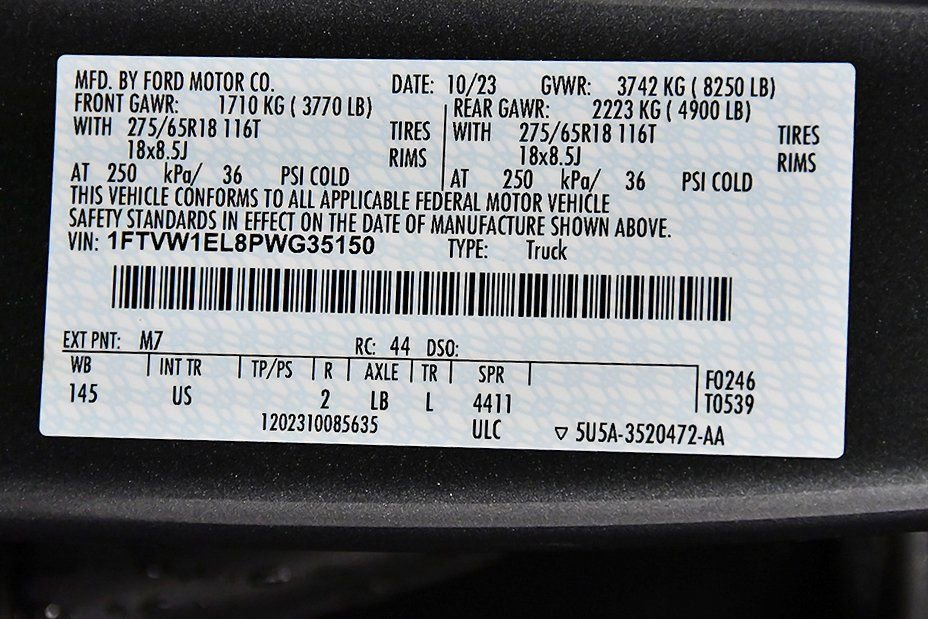 MFD. BY FORD MOTOR CO. DATE: 10/23 GVWR: 3742 KG ( 8250 LB)
FRONT GAWR: 1710 KG ( 3770 LB) REAR GAWR: 2223 KG ( 4900 LB)
WITH 275/65R18 116T TIRES WITH 275/65R18 116T TIRES
18x8.5J RIMS 18x8.5J RIMS
AT 250 kPa/ 36 PSI COLD AT 250 kPa/ 36 PSI COLD
THIS VEHICLE CONFORMS TO ALL APPLICABLE FEDERAL MOTOR VEHICLE
SAFETY STANDARDS IN EFFECT ON THE DATE OF MANUFACTURE SHOWN ABOVE.
VIN: 1FTVW1EL8PWG35150 TYPE: Truck
EXT PNT: M7 RC: 44 DSO:
WB INT TR TP/PS R AXLE TR SPR F0246
145 US 2 LB L 4411 T0539
1202310085635 ULC ▽ 5U5A-3520472-AA